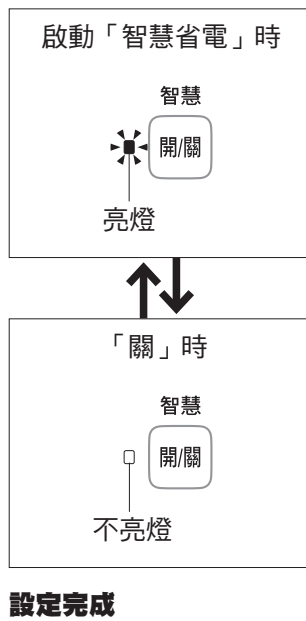 啟動「智慧省電」時
智慧
開/關
亮燈
「關」時
智慧
開/關
不亮燈
設定完成